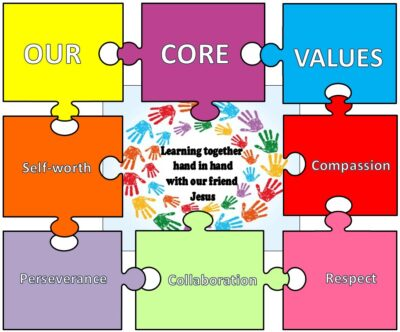 OUR CORE VALUES
Self-worth
Learning together
hand in hand
with our friend
Jesus
Compassion
Perseverance
Collaboration
Respect